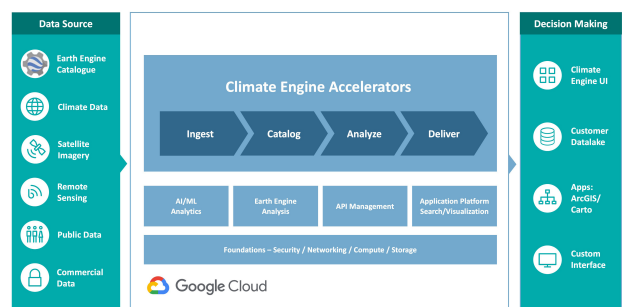 Data Source
Earth Engine
Catalogue
Climate Data
Satellite
Imagery
Remote
Sensing
Public Data
Commercial
Data
Climate Engine Accelerators
Ingest
Catalog
Analyze
Deliver
AI/ML
Analytics
Earth Engine
Analysis
API Management
Application Platform
Search/Visualization
Foundations – Security / Networking / Compute / Storage
Google Cloud
Decision Making
Climate
Engine UI
Customer
Datalake
Apps:
ArcGIS/
Carto
Custom
Interface